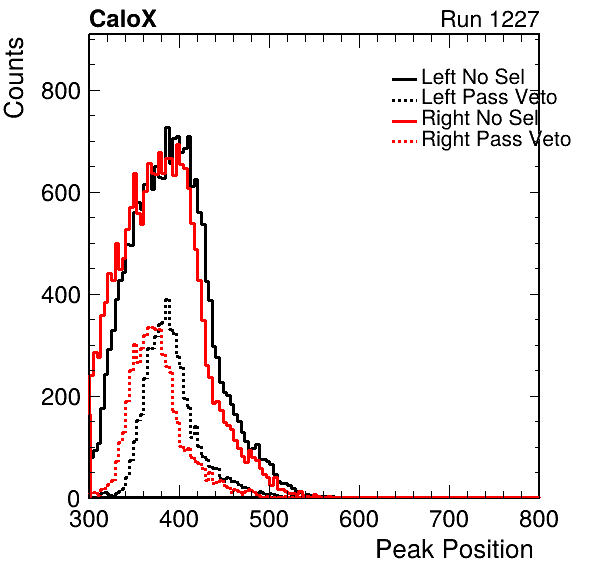 CaloX Run 1227
Counts
800
600
400
200
0
Left No Sel
Left Pass Veto
Right No Sel
Right Pass Veto
300 400 500 600 700 800
Peak Position